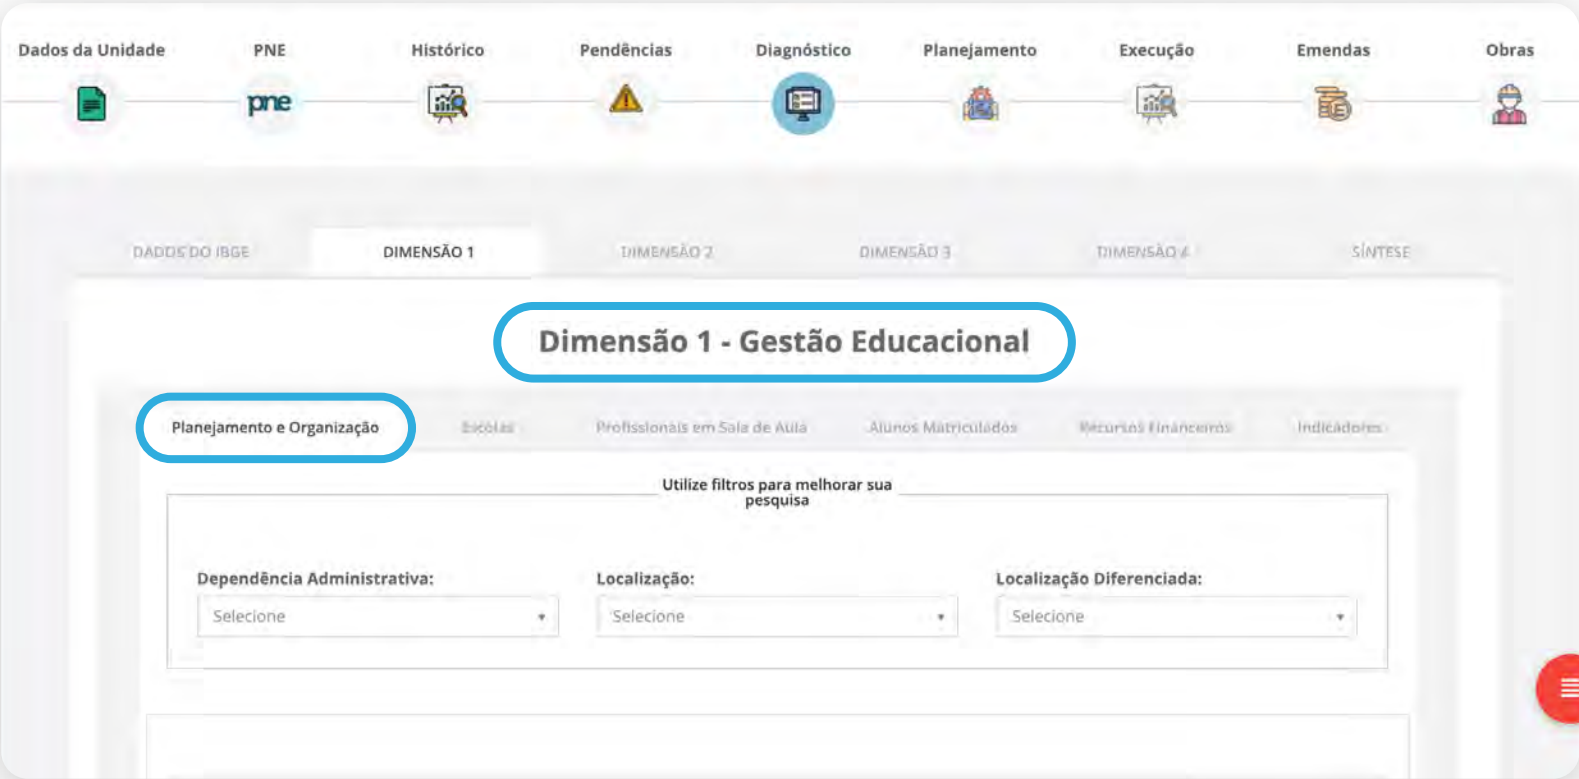 Dados da Unidade PNE Histórico Pendências Diagnóstico Planejamento Execução Emendas Obras
pne
DADOS DO IBGE DIMENSÃO 1 DIMENSÃO 2 DIMENSÃO 3 DIMENSÃO 4 SÍNTESE
Dimensão 1 - Gestão Educacional
Planejamento e Organização Escolas Profissionais em Sala de Aula Alunos Matriculados Recursos Financeiros Indicadores
Utilize filtros para melhorar sua
pesquisa
Dependência Administrativa: Localização: Localização Diferenciada:
Selecione Selecione Selecione